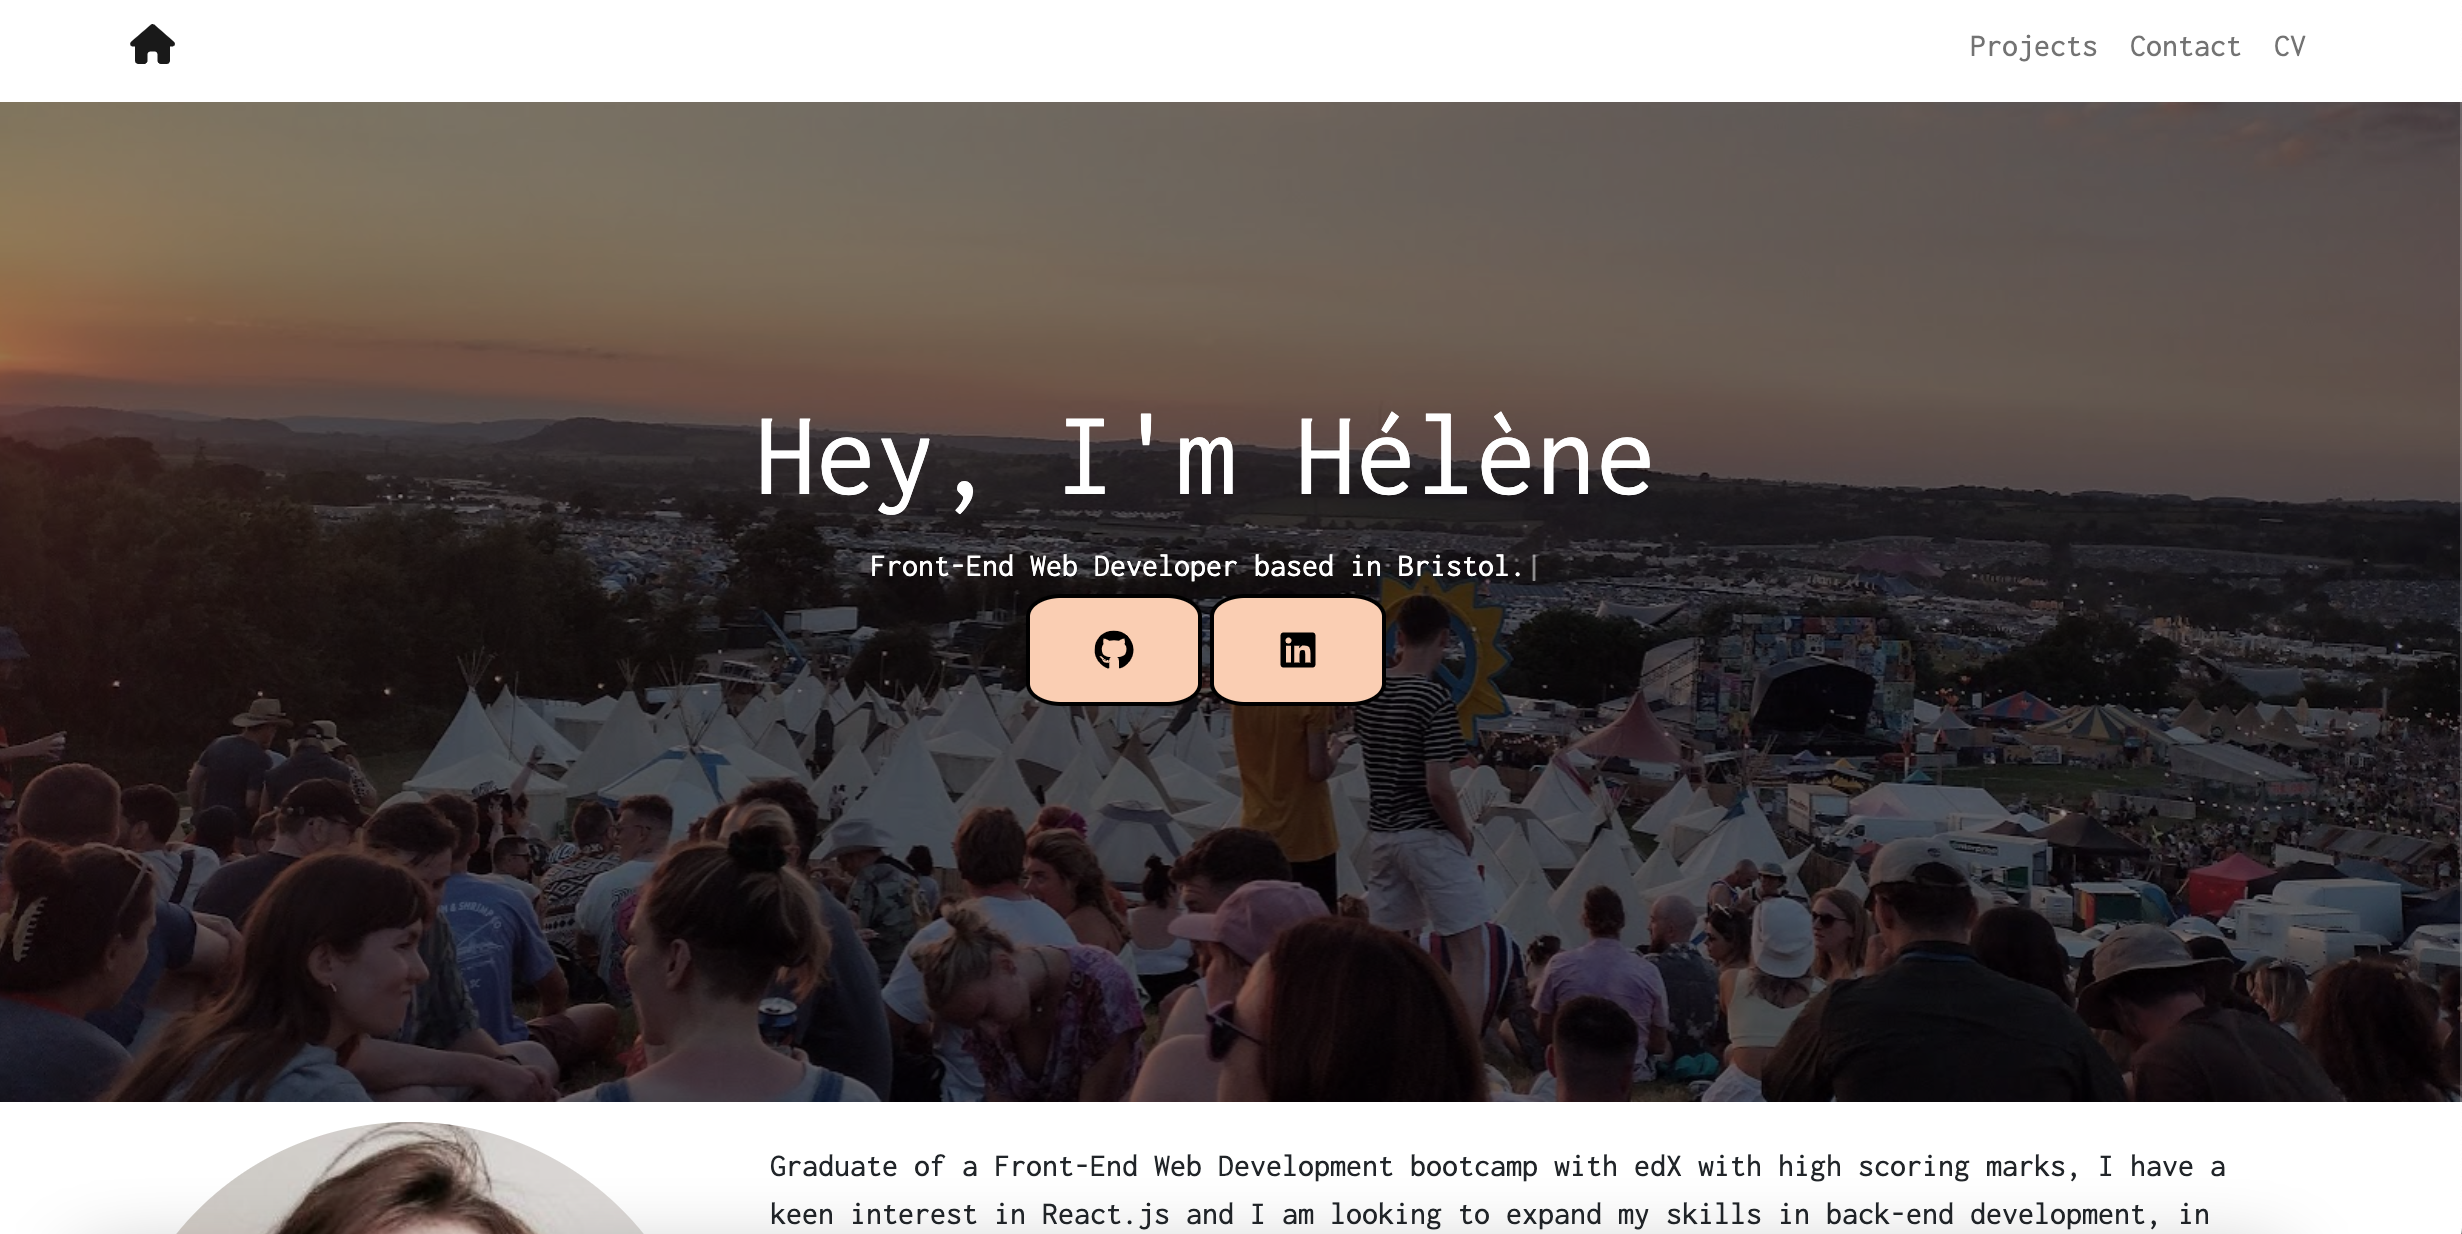 Projects Contact CV
Hey, I'm Hélène
Front-End Web Developer based in Bristol.
in
Graduate of a Front-End Web Development bootcamp with edX with high scoring marks, I have a
keen interest in React.js and I am looking to expand my skills in back-end development, in